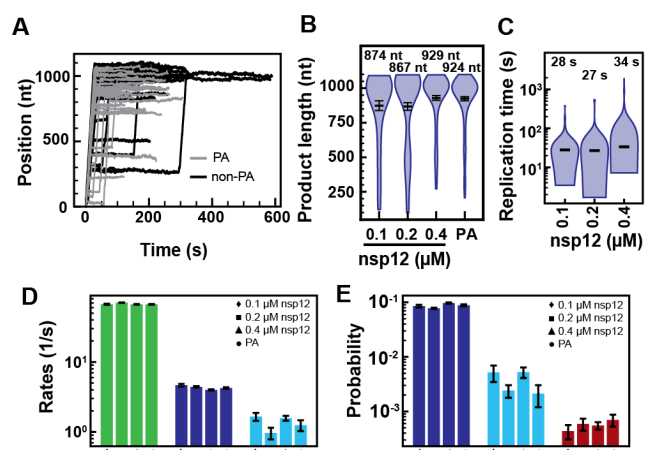 A
Position (nt)
1000
500
0
PA
non-PA
0 200 400 600
Time (s)
B
Product length (nt)
874 nt 929 nt
867 nt 924 nt
1000
750
500
250
0.1 0.2 0.4 PA
nsp12 (µM)
C
Replication time (s)
28 s 34 s
27 s
10³
10²
10¹
0.1 0.2 0.4
nsp12 (µM)
D
Rates (1/s)
10¹
10⁰
0.1 µM nsp12
0.2 µM nsp12
0.4 µM nsp12
PA
E
Probability
10⁻¹
10⁻²
10⁻³
0.1 µM nsp12
0.2 µM nsp12
0.4 µM nsp12
PA